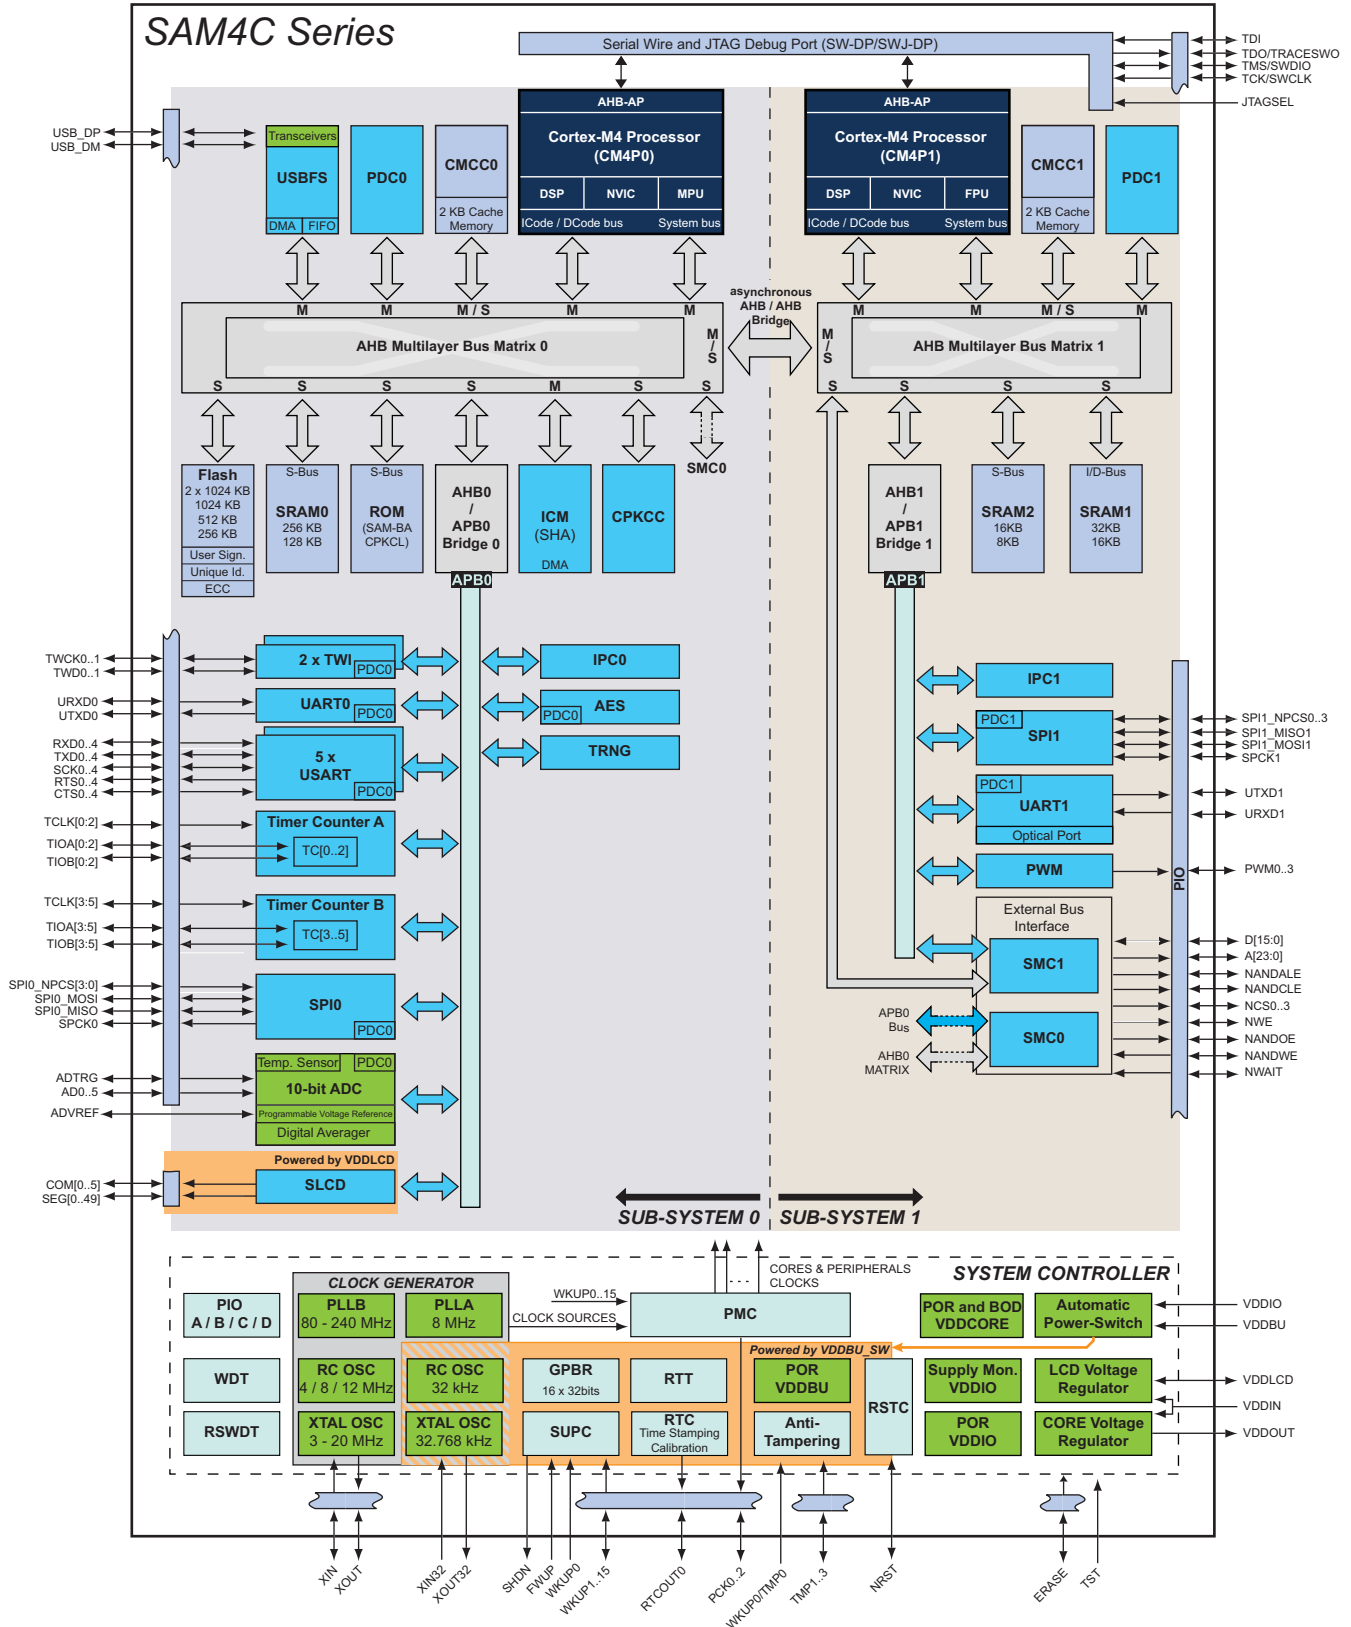 SAM4C Series
Serial Wire and JTAG Debug Port (SW-DP/SWJ-DP)
TDI
TDO/TRACESWO
TMS/SWDIO
TCK/SWCLK
JTAGSEL
USB_DP
USB_DM
Transceivers
USBFS
DMA
FIFO
PDC0
CMCC0
2 KB Cache
Memory
AHB-AP
Cortex-M4 Processor
(CM4P0)
DSP
NVIC
MPU
ICode / DCode bus
System bus
AHB-AP
Cortex-M4 Processor
(CM4P1)
DSP
NVIC
FPU
ICode / DCode bus
System bus
CMCC1
2 KB Cache
Memory
PDC1
M
M
M / S
M
M
M
/
S
AHB Multilayer Bus Matrix 0
S
S
S
S
M
S
S
asynchronous
AHB / AHB
Bridge
M
M
M / S
M
M
/
S
AHB Multilayer Bus Matrix 1
S
S
S
S
Flash
2 x 1024 KB
1024 KB
512 KB
256 KB
User Sign.
Unique Id.
ECC
S-Bus
SRAM0
256 KB
128 KB
S-Bus
ROM
(SAM-BA
CPKCL)
AHB0
/
APB0
Bridge 0
APB0
ICM
(SHA)
DMA
CPKCC
SMC0
AHB1
/
APB1
Bridge 1
APB1
S-Bus
SRAM2
16KB
8KB
I/D-Bus
SRAM1
32KB
16KB
TWCK0..1
TWD0..1
2 x TWI
PDC0
URXD0
UTXD0
UART0
PDC0
RXD0..4
TXD0..4
SCK0..4
RTS0..4
CTS0..4
5 x
USART
PDC0
TCLK[0:2]
TIOA[0:2]
TIOB[0:2]
Timer Counter A
TC[0..2]
TCLK[3:5]
TIOA[3:5]
TIOB[3:5]
Timer Counter B
TC[3..5]
SPI0_NPCS[3:0]
SPI0_MOSI
SPI0_MISO
SPCK0
SPI0
PDC0
ADTRG
AD0..5
ADVREF
Temp. Sensor
PDC0
10-bit ADC
Programmable Voltage Reference
Digital Averager
Powered by VDDLCD
COM[0..5]
SEG[0..49]
SLCD
IPC0
AES
PDC0
TRNG
IPC1
PDC1
SPI1
PDC1
UART1
Optical Port
PWM
External Bus
Interface
SMC1
SMC0
APB0
Bus
AHB0
MATRIX
PIO
SPI1_NPCS0..3
SPI1_MISO1
SPI1_MOSI1
SPCK1
UTXD1
URXD1
PWM0..3
D[15:0]
A[23:0]
NANDALE
NANDCLE
NCS0..3
NWE
NANDOE
NANDWE
NWAIT
SUB-SYSTEM 0
SUB-SYSTEM 1
SYSTEM CONTROLLER
CORES & PERIPHERALS
CLOCKS
PIO
A / B / C / D
WDT
RSWDT
CLOCK GENERATOR
PLLB
80 - 240 MHz
PLLA
8 MHz
RC OSC
4 / 8 / 12 MHz
RC OSC
32 kHz
XTAL OSC
3 - 20 MHz
XTAL OSC
32.768 kHz
WKUP0..15
CLOCK SOURCES
PMC
Powered by VDDBU_SW
GPBR
16 x 32bits
RTT
POR
VDDBU
SUPC
RTC
Time Stamping
Calibration
Anti-
Tampering
RSTC
POR and BOD
VDDCORE
Automatic
Power-Switch
Supply Mon.
VDDIO
LCD Voltage
Regulator
POR
VDDIO
CORE Voltage
Regulator
VDDIO
VDDBU
VDDLCD
VDDIN
VDDOUT
XIN
XOUT
XIN32
XOUT32
SHDN
FWUP
WKUP0
WKUP1..15
RTCOUT0
PCK0..2
WKUP0/TMP0
TMP1..3
NRST
ERASE
TST